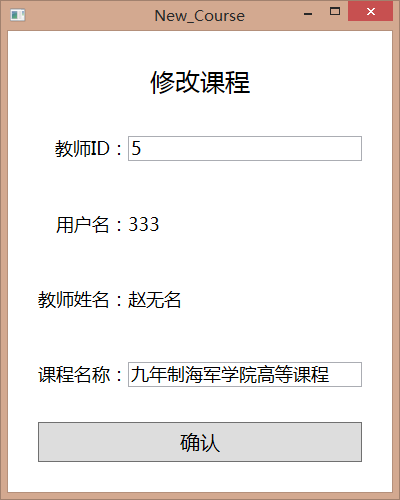 New_Course
修改课程
教师ID：5
用户名：333
教师姓名：赵无名
课程名称：九年制海军学院高等课程
确认